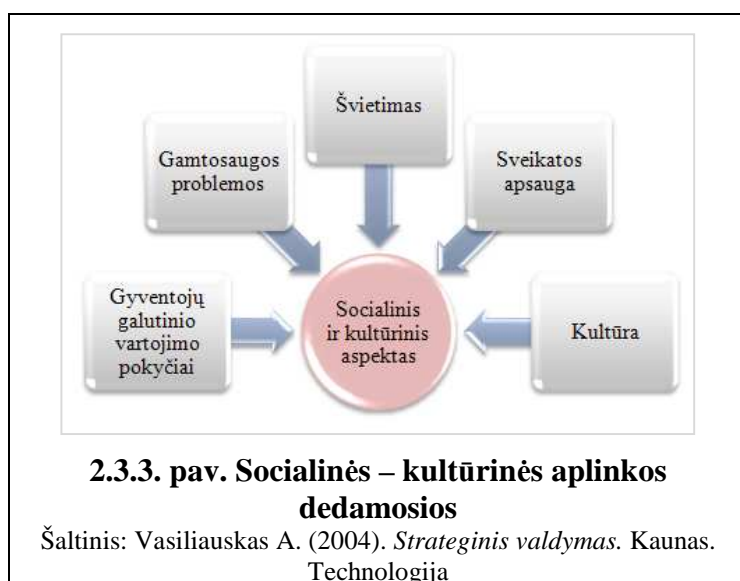 Švietimas
Gamtosaugos
problemos
Sveikatos
apsauga
Gyventojų
galutinio
vartojimo
pokyčiai
Socialinis
ir kultūrinis
aspektas
Kultūra
2.3.3. pav. Socialinės – kultūrinės aplinkos
dedamosios
Šaltinis: Vasiliauskas A. (2004). Strateginis valdymas. Kaunas.
Technologija